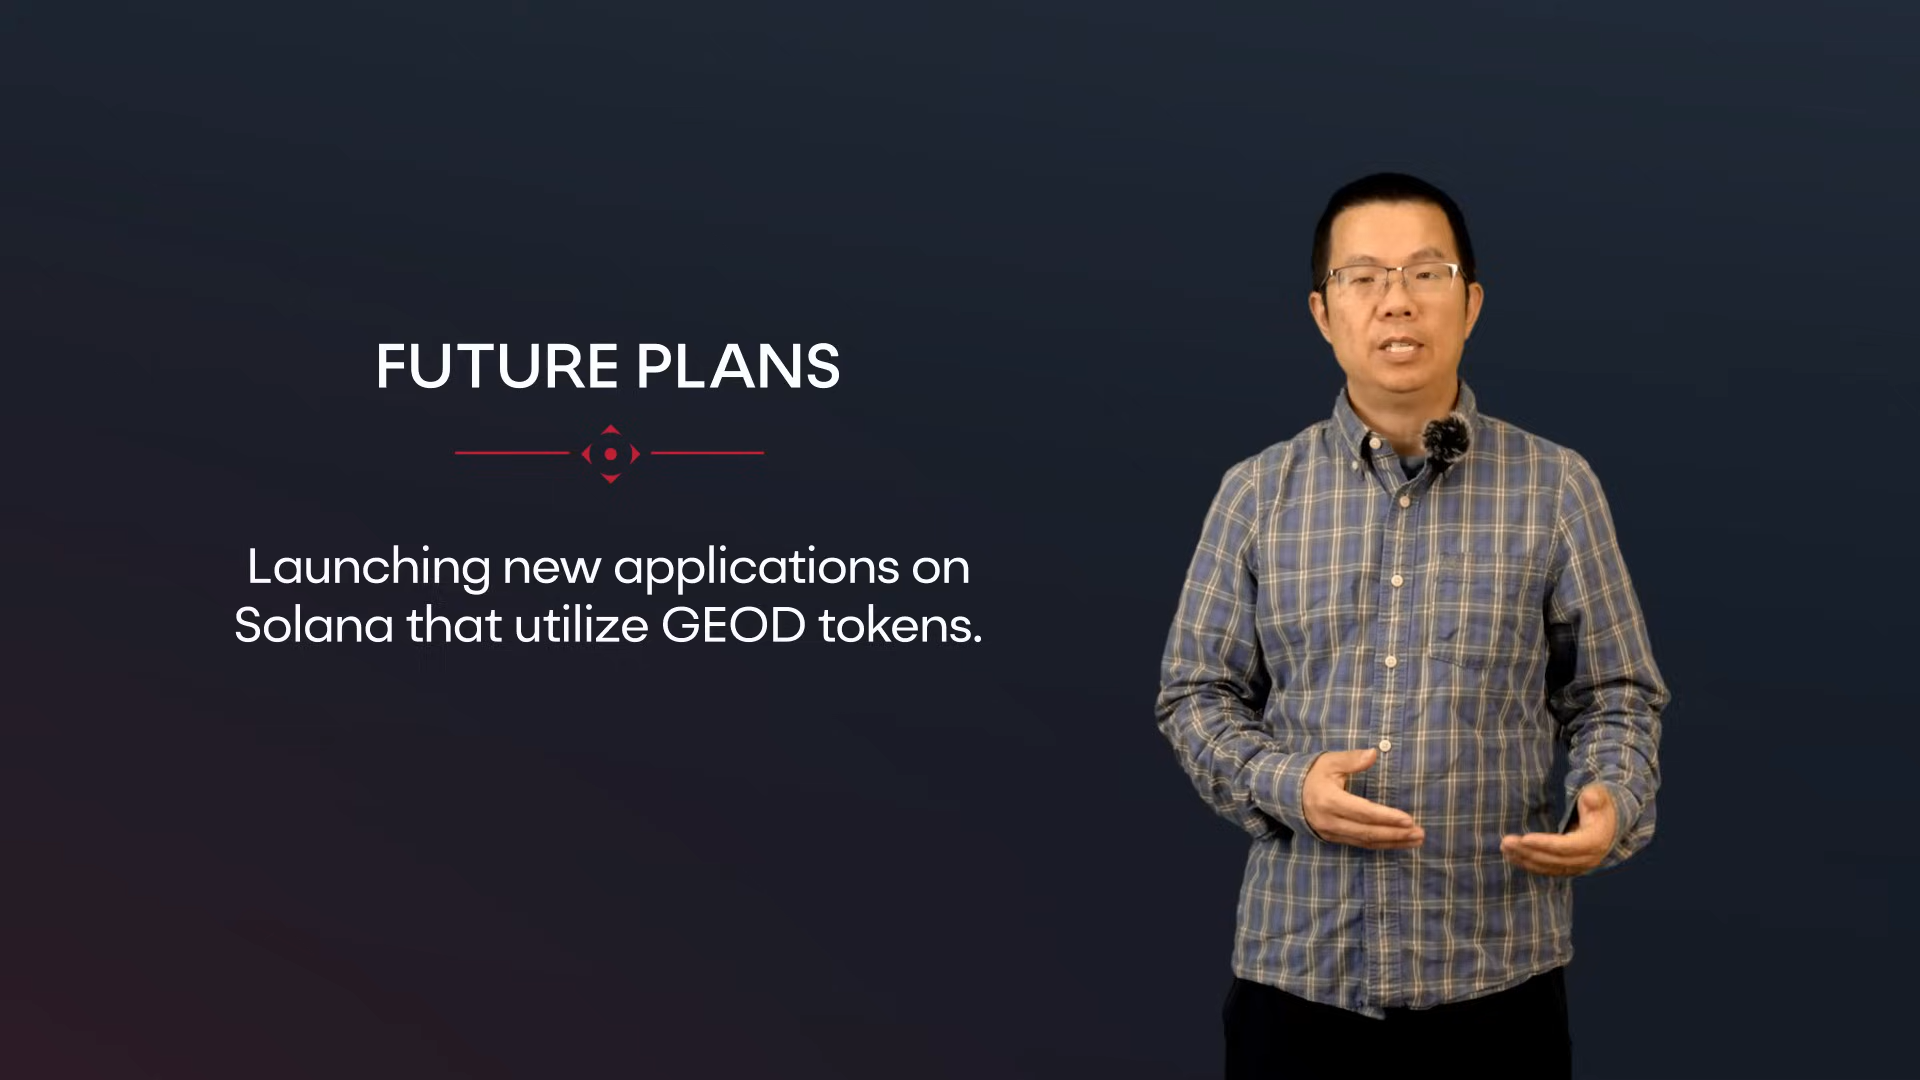 FUTURE PLANS
Launching new applications on
Solana that utilize GEOD tokens.